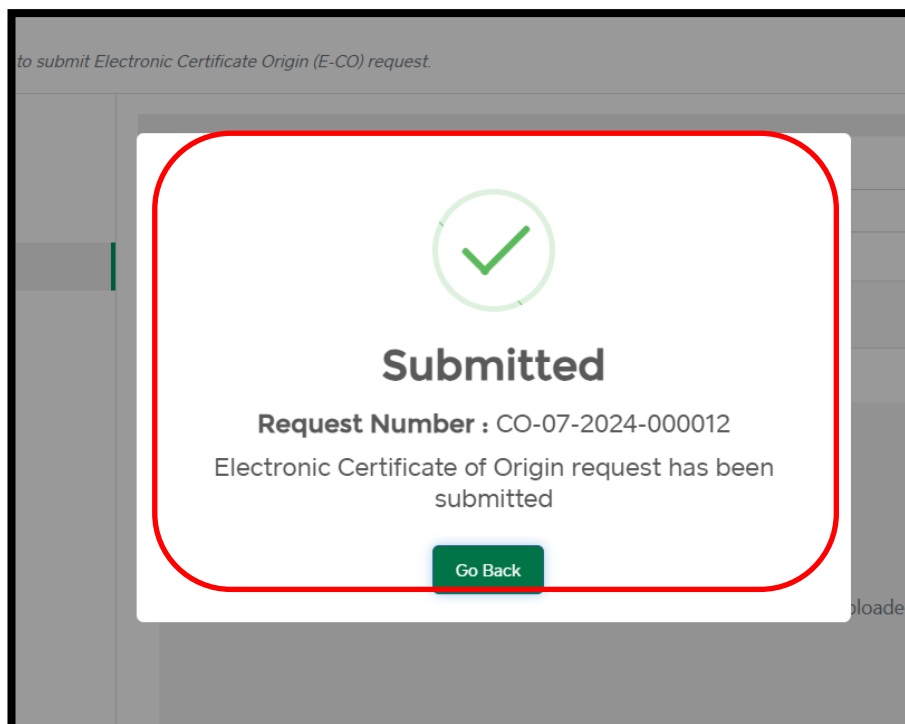 to submit Electronic Certificate Origin (E-CO) request.
Submitted
Request Number : CO-07-2024-000012
Electronic Certificate of Origin request has been
submitted
Go Back